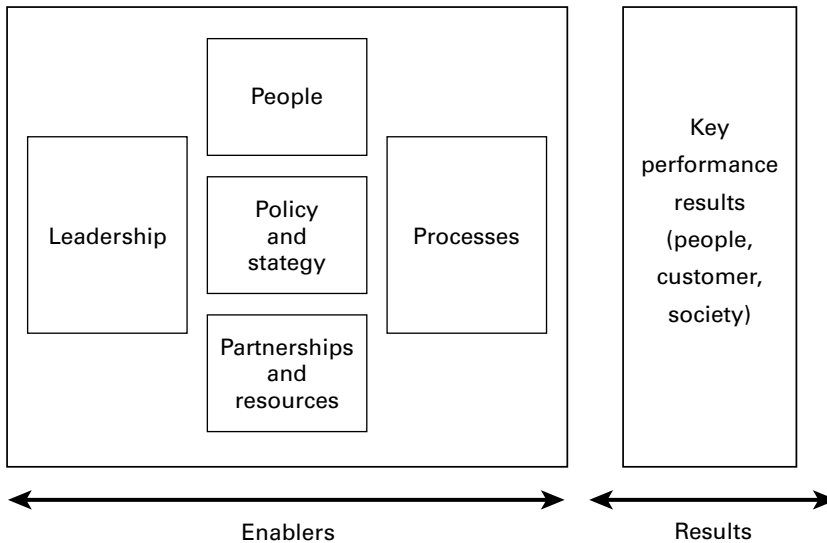 People
Leadership
Policy
and
stategy
Processes
Partnerships
and
resources
Key
performance
results
(people,
customer,
society)
Enablers
Results